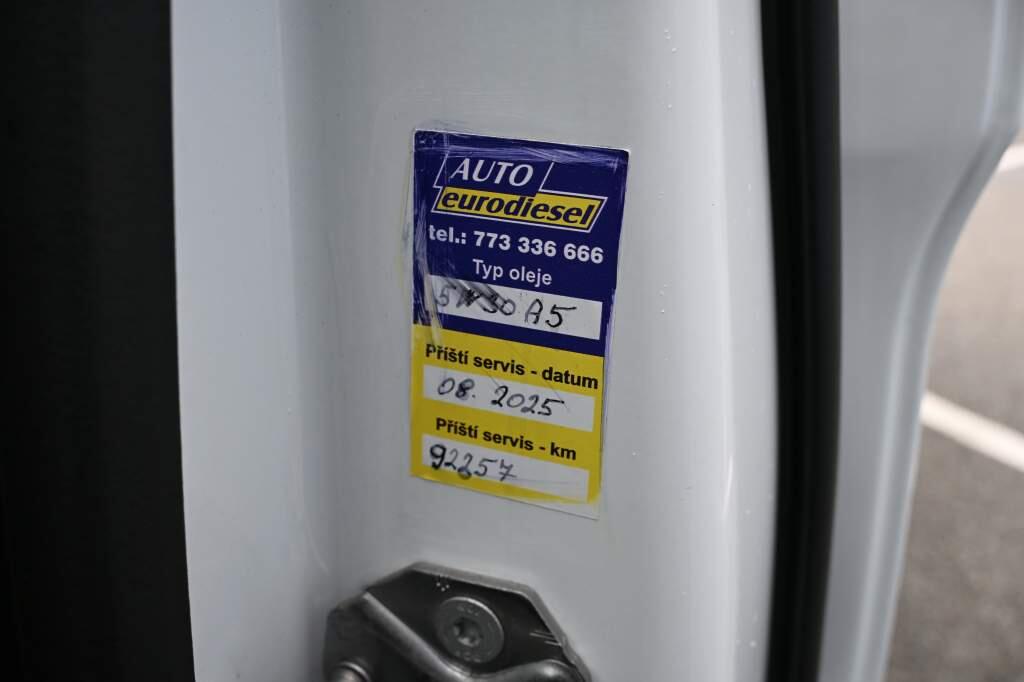 AUTO
eurodiesel
tel.: 773 336 666
Typ oleje
5W30 A5
Příští servis - datum
08. 2025
Příští servis - km
92257